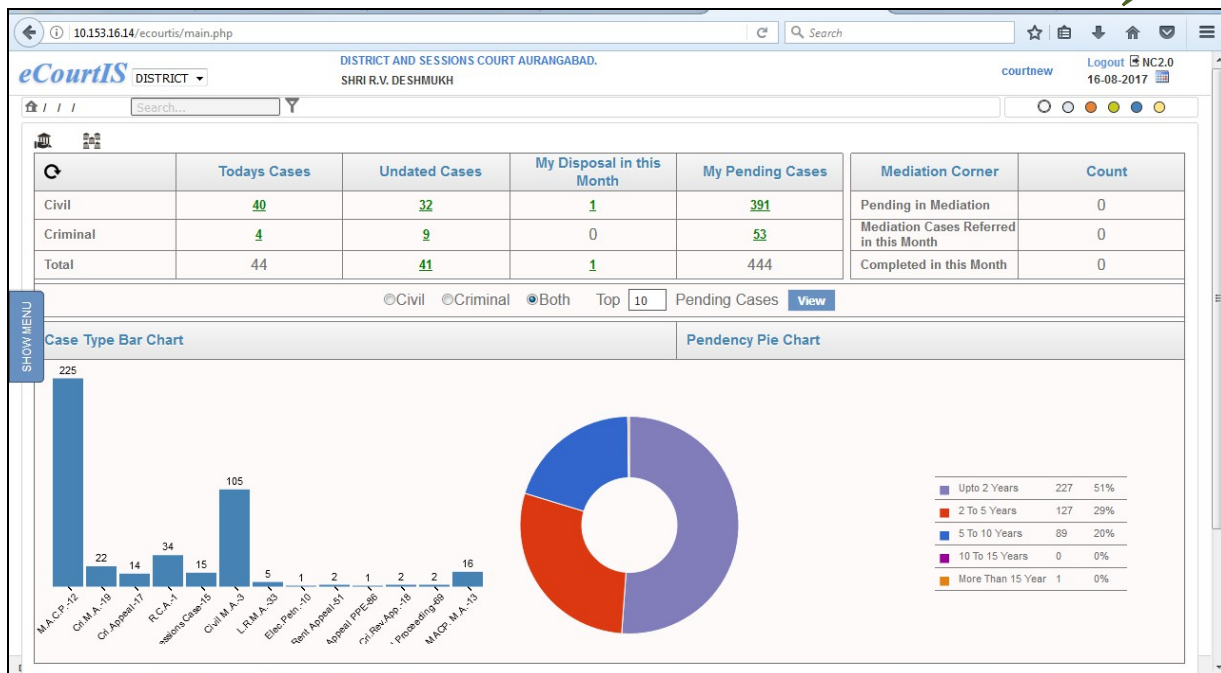 10.153.16.14/ecourtis/main.php
Search
eCourtIS DISTRICT
DISTRICT AND SESSIONS COURT AURANGABAD.
SHRI R.V. DESHMUKH
courtnew
Logout NC2.0
16-08-2017
/ / /
Search...
Todays Cases Undated Cases My Disposal in this Month My Pending Cases
Civil 40 32 1 391
Criminal 4 9 0 53
Total 44 41 1 444
Mediation Corner Count
Pending in Mediation 0
Mediation Cases Referred in this Month 0
Completed in this Month 0
SHOW MENU
Civil Criminal Both Top 10 Pending Cases View
Case Type Bar Chart
225 22 14 34 15 105 5 1 2 1 2 2 16
M.A.C.P.-12
Cri.M.A.-19
Cri.Appeal-17
R.C.A.-1
essions Case-15
Civil M.A.-3
L.R.M.A.-33
Elec.Petn.-10
Rent Appeal-51
Appeal PPE-86
Cri.Rev.App.-18
Proceeding-69
MACP. M.A.-13
Pendency Pie Chart
Upto 2 Years 227 51%
2 To 5 Years 127 29%
5 To 10 Years 89 20%
10 To 15 Years 0 0%
More Than 15 Year 1 0%